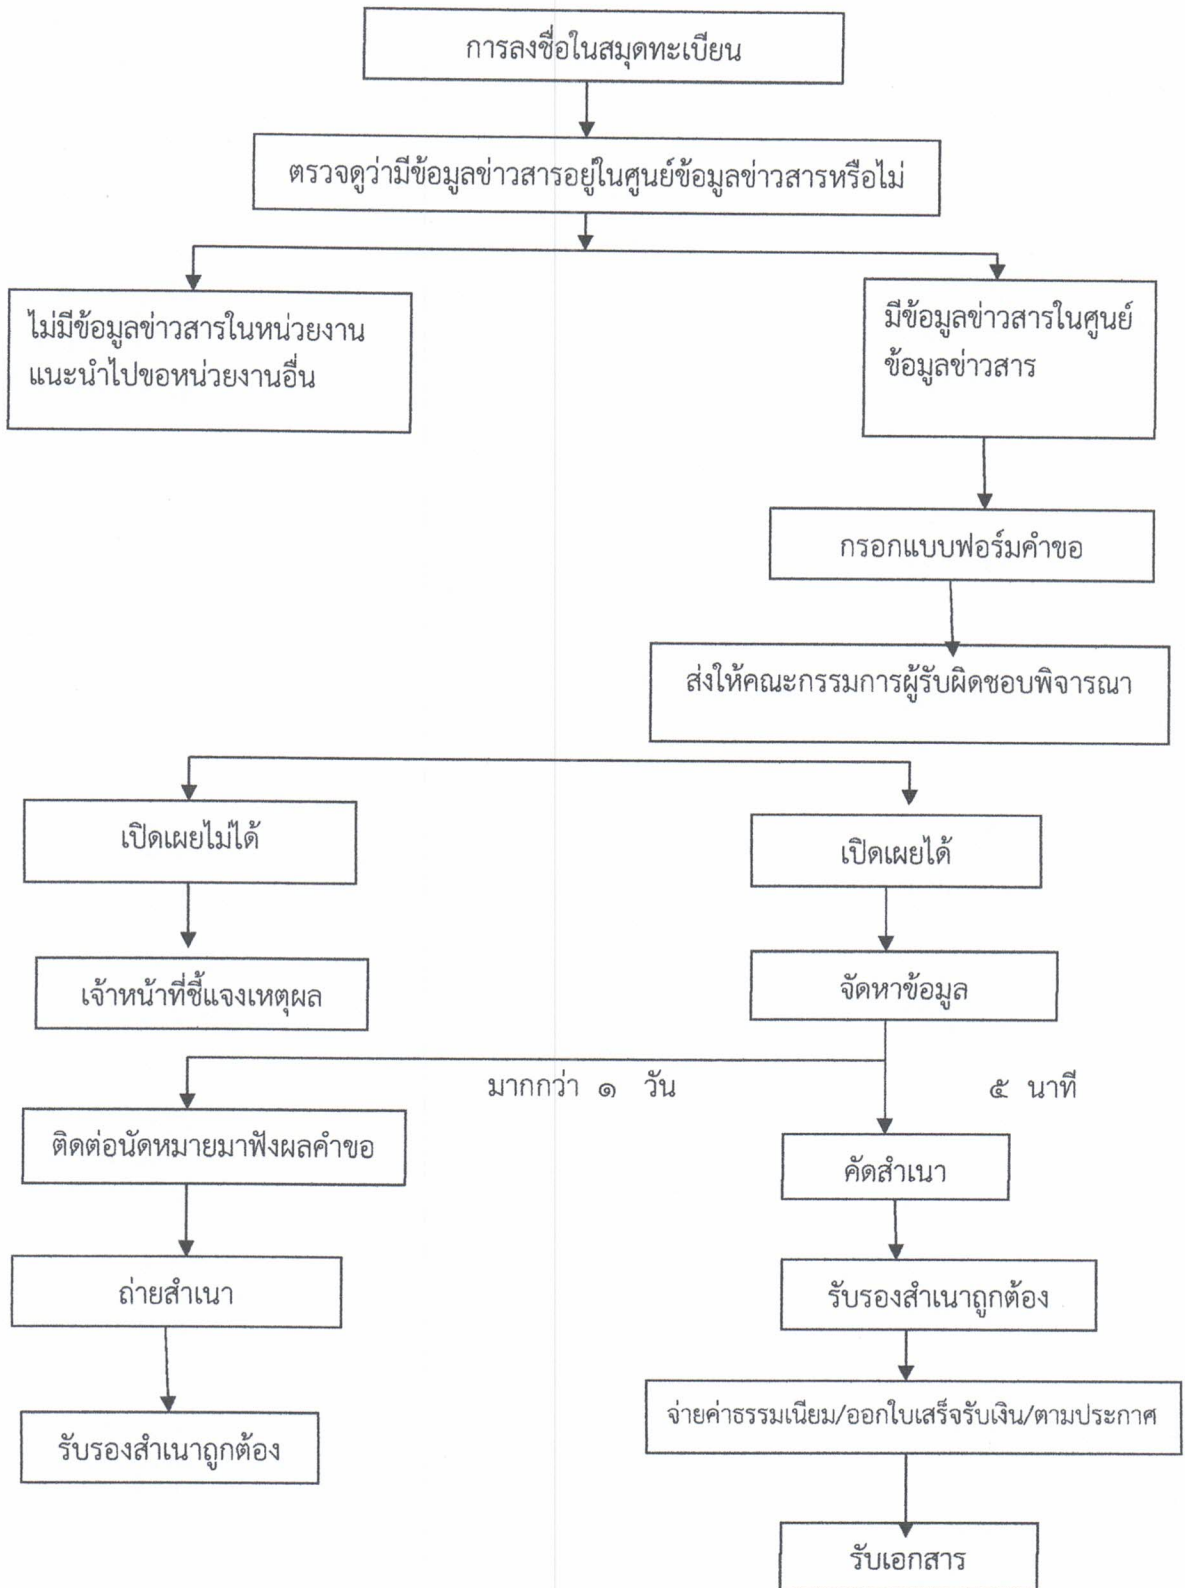 การลงชื่อในสมุดทะเบียน
ตรวจดูว่ามีข้อมูลข่าวสารอยู่ในศูนย์ข้อมูลข่าวสารหรือไม่
ไม่มีข้อมูลข่าวสารในหน่วยงาน
แนะนำไปขอหน่วยงานอื่น
มีข้อมูลข่าวสารในศูนย์
ข้อมูลข่าวสาร
กรอกแบบฟอร์มคำขอ
ส่งให้คณะกรรมการผู้รับผิดชอบพิจารณา
เปิดเผยไม่ได้
เปิดเผยได้
เจ้าหน้าที่ชี้แจงเหตุผล
จัดหาข้อมูล
มากกว่า ๑ วัน
๕ นาที
ติดต่อนัดหมายมาฟังผลคำขอ
คัดสำเนา
ถ่ายสำเนา
รับรองสำเนาถูกต้อง
จ่ายค่าธรรมเนียม/ออกใบเสร็จรับเงิน/ตามประกาศ
รับรองสำเนาถูกต้อง
รับเอกสาร